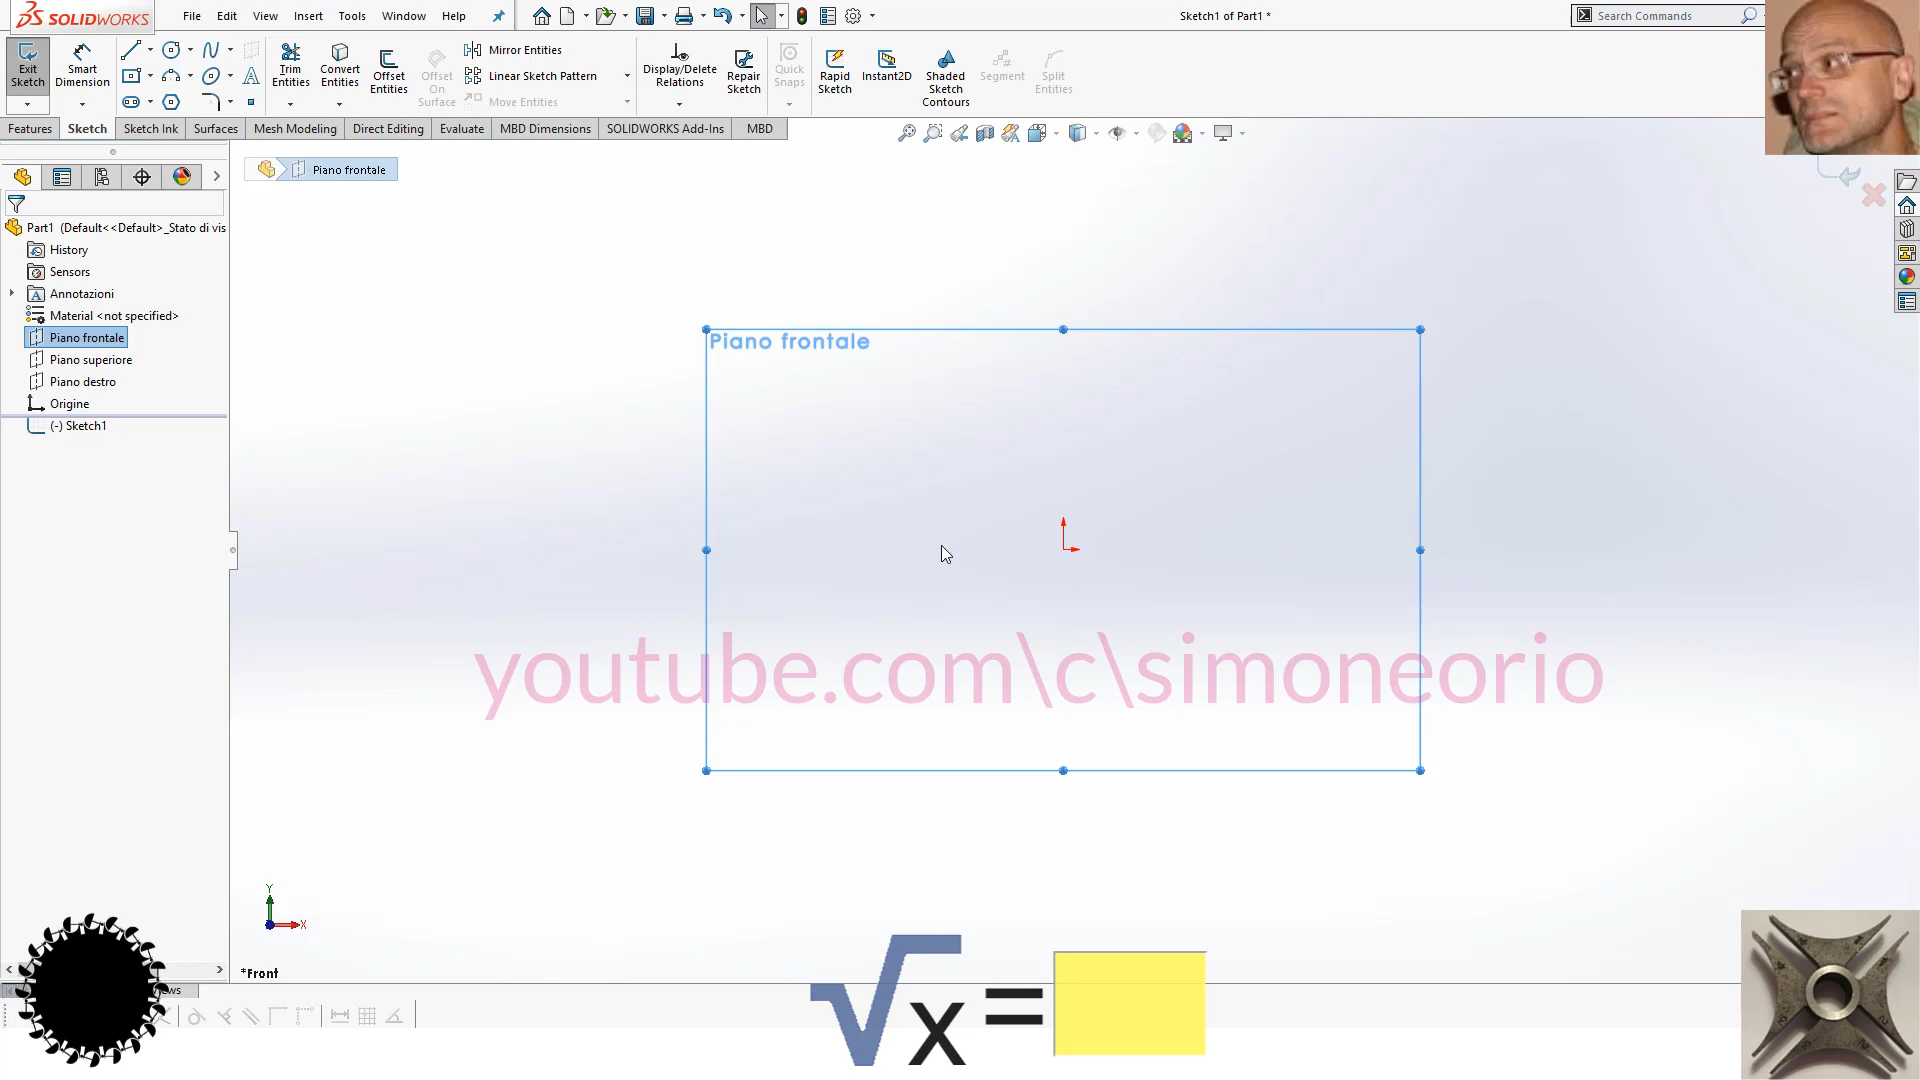 SOLIDWORKS File Edit View Insert Tools Window Help Sketch1 of Part1 * Search Commands
Exit Sketch
Smart Dimension
Trim Entities
Convert Entities
Offset Entities
Offset On Surface
Mirror Entities
Linear Sketch Pattern
Move Entities
Display/Delete Relations
Repair Sketch
Quick Snaps
Rapid Sketch
Instant2D
Shaded Sketch Contours
Segment
Split Entities
Features Sketch Sketch Ink Surfaces Mesh Modeling Direct Editing Evaluate MBD Dimensions SOLIDWORKS Add-Ins MBD
Piano frontale
Part1 (Default<<Default>_Stato di vis
History
Sensors
Annotazioni
Material <not specified>
Piano frontale
Piano superiore
Piano destro
Origine
(-) Sketch1
Piano frontale
youtube.com\c\simoneorio
Y
X
*Front
√x=